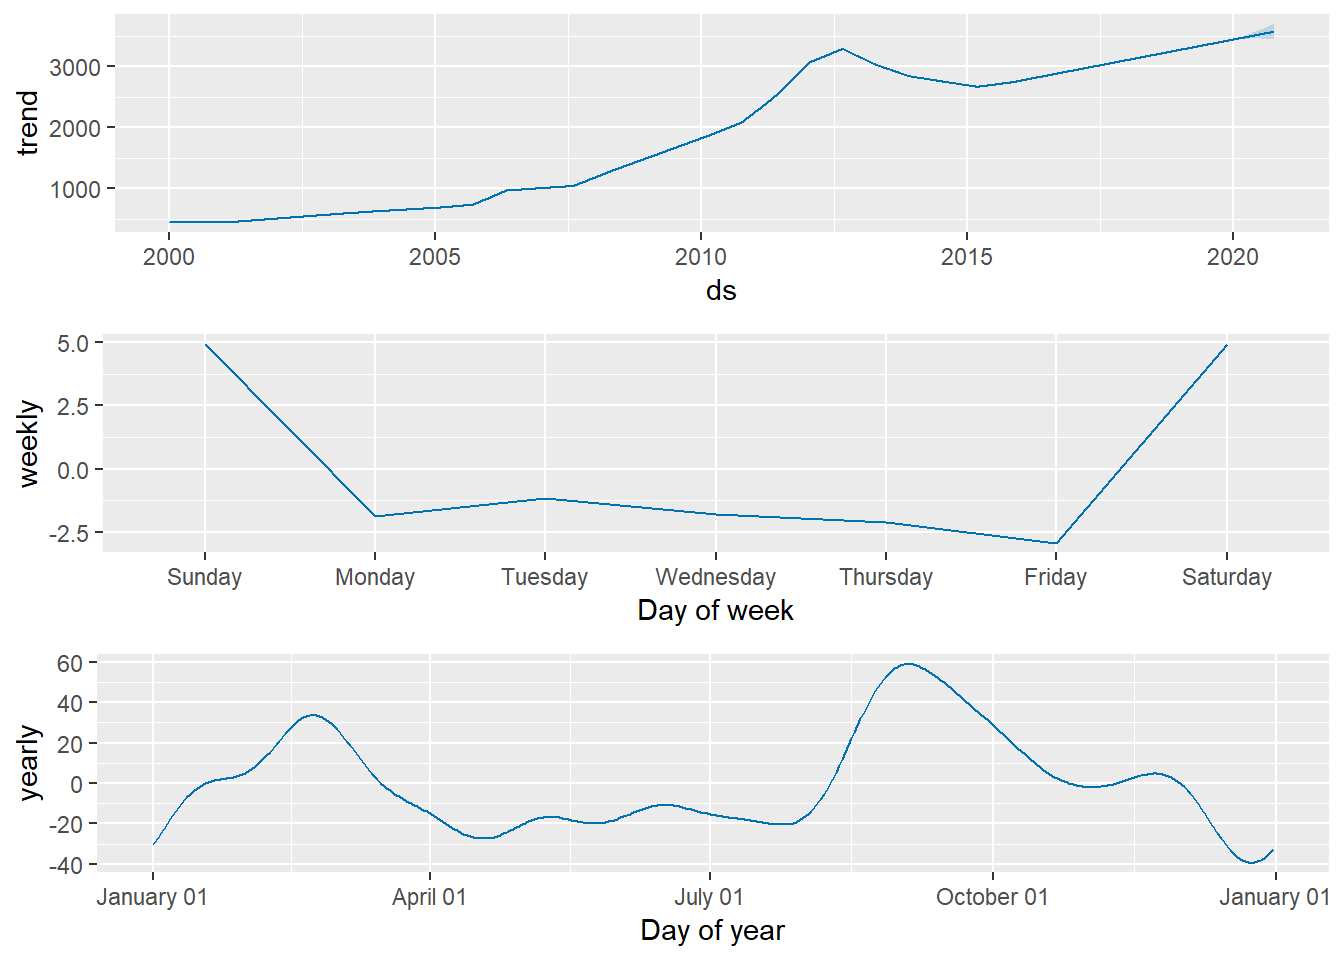 trend
3000
2000
1000
2000 2005 2010 2015 2020
ds
weekly
5.0
2.5
0.0
-2.5
Sunday Monday Tuesday Wednesday Thursday Friday Saturday
Day of week
yearly
60
40
20
0
-20
-40
January 01 April 01 July 01 October 01 January 01
Day of year